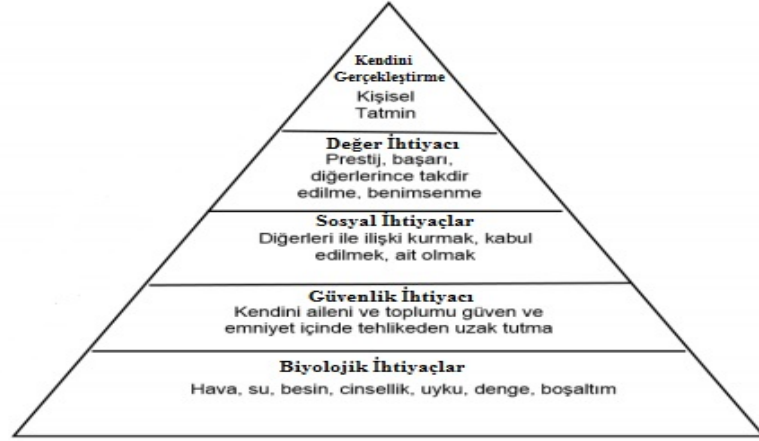 Kendini
Gerçekleştirme
Kişisel
Tatmin
Değer İhtiyacı
Prestij, başarı,
diğerlerince takdir
edilme, benimsenme
Sosyal İhtiyaçlar
Diğerleri ile ilişki kurmak, kabul
edilmek, ait olmak
Güvenlik İhtiyacı
Kendini aileni ve toplumu güven ve
emniyet içinde tehlikeden uzak tutma
Biyolojik İhtiyaçlar
Hava, su, besin, cinsellik, uyku, denge, boşaltım